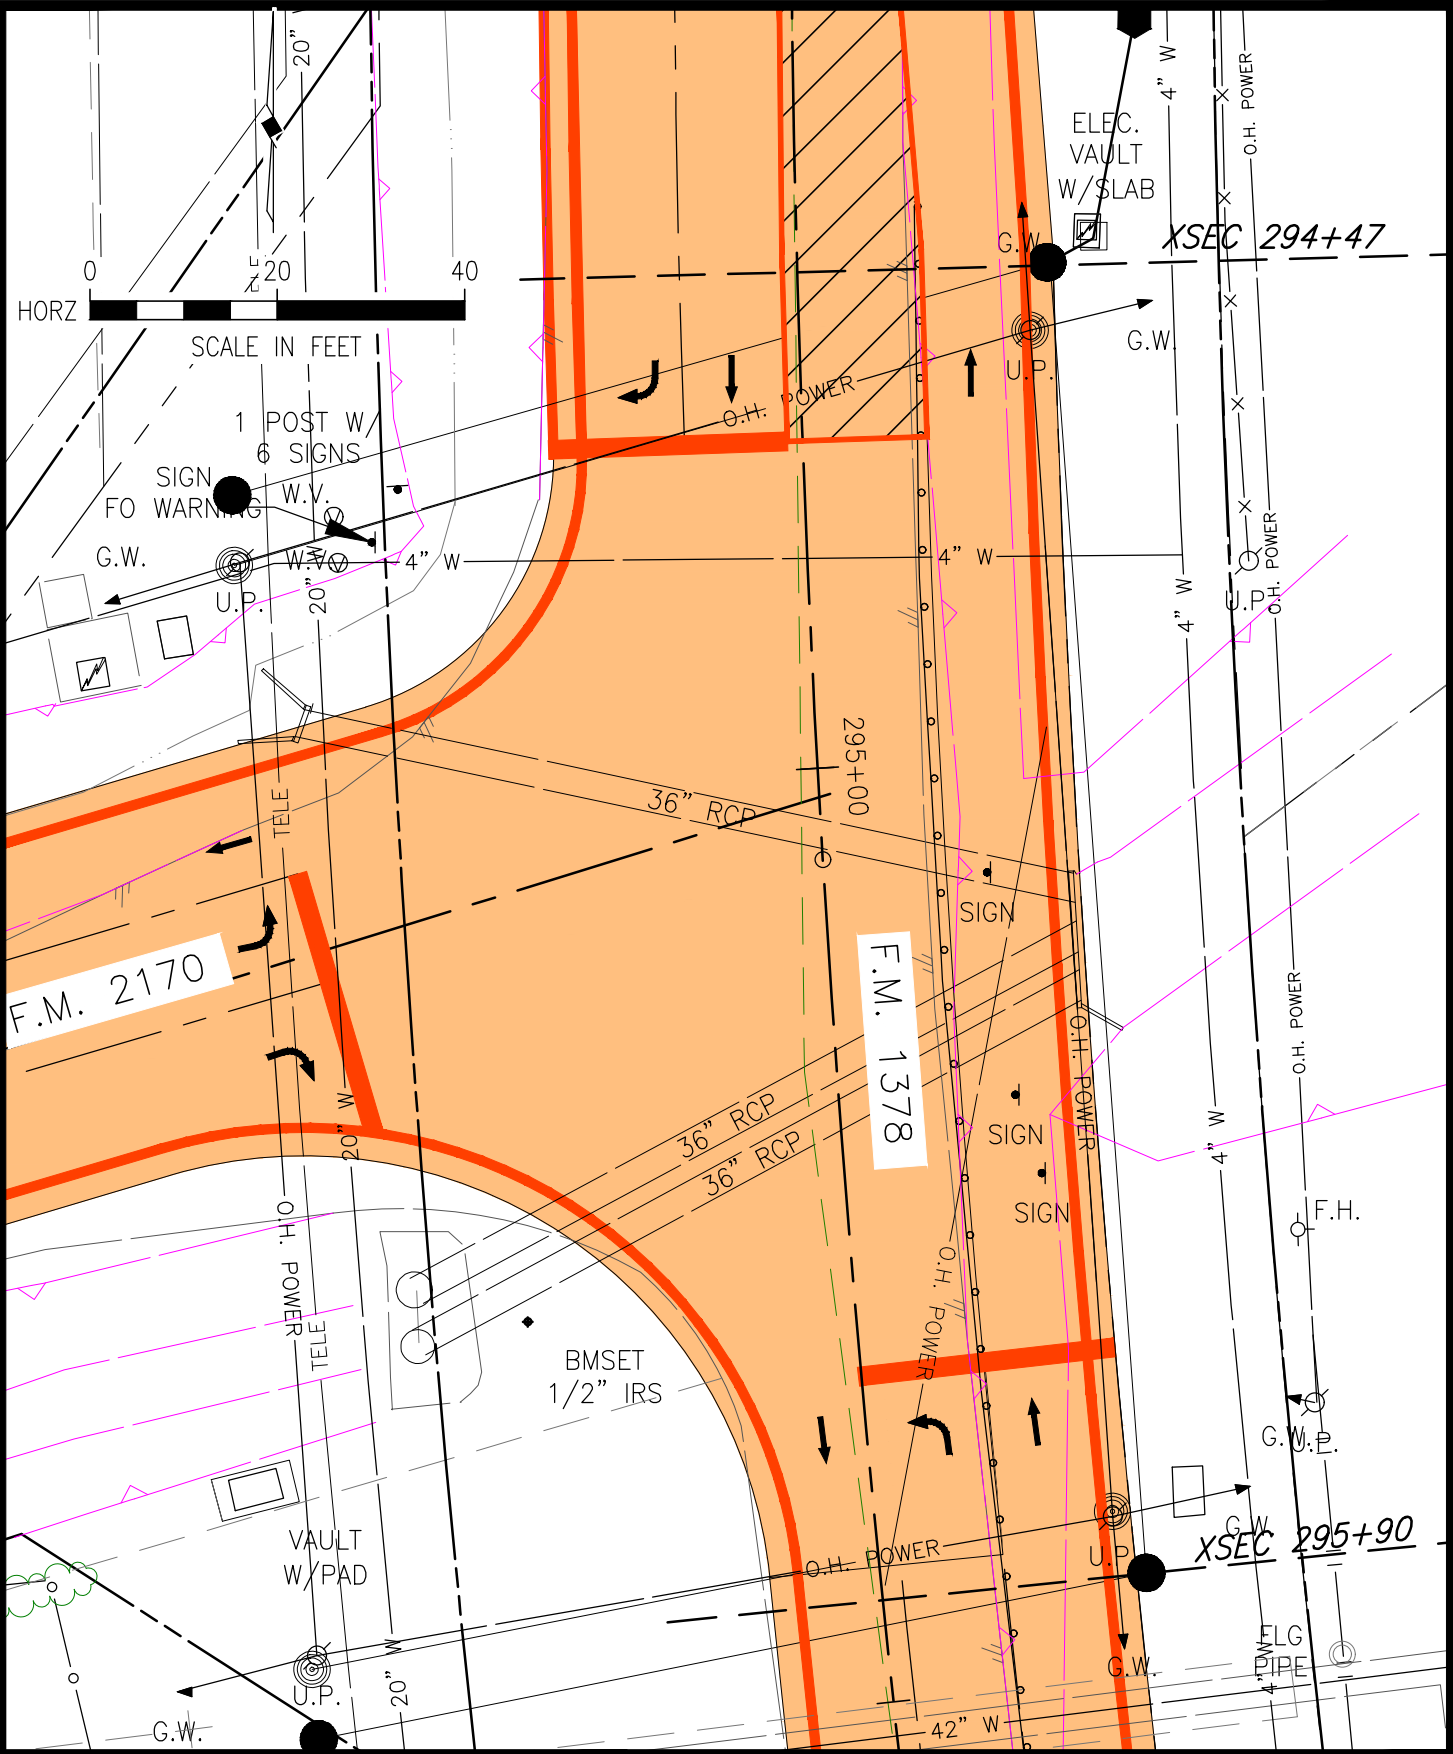 20"
4" W
O.H. POWER
ELEC.
VAULT
W/SLAB
G.W.
XSEC 294+47
0 20 40
HORZ
SCALE IN FEET
G.W.
U.P.
O.H. POWER
1 POST W/
6 SIGNS
SIGN
FO WARNING
W.V.
G.W.
W.V.
4" W
4" W
O.H. POWER
U.P.
20" W
4" W
U.P.
295+00
36" RCP
TELE
SIGN
F.M. 2170
F.M. 1378
O.H. POWER
O.H. POWER
36" RCP
36" RCP
20" W
SIGN
4" W
SIGN
F.H.
O.H. POWER
TELE
O.H. POWER
BMSET
1/2" IRS
G.W.
U.P.
VAULT
W/PAD
O.H. POWER
U.P.
G.W.
XSEC 295+90
FLG
PIPE
20" W
4" W
U.P.
G.W.
G.W.
42" W